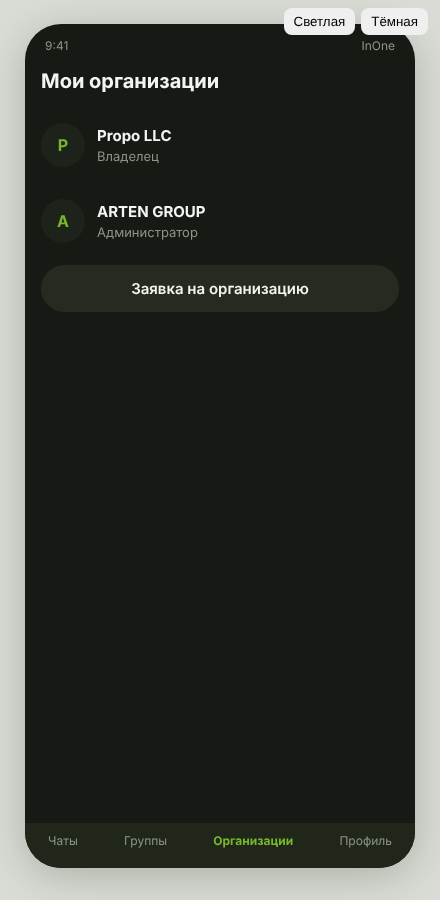 Светлая Тёмная
9:41 InOne
Мои организации
P
Propo LLC
Владелец
A
ARTEN GROUP
Администратор
Заявка на организацию
Чаты Группы Организации Профиль